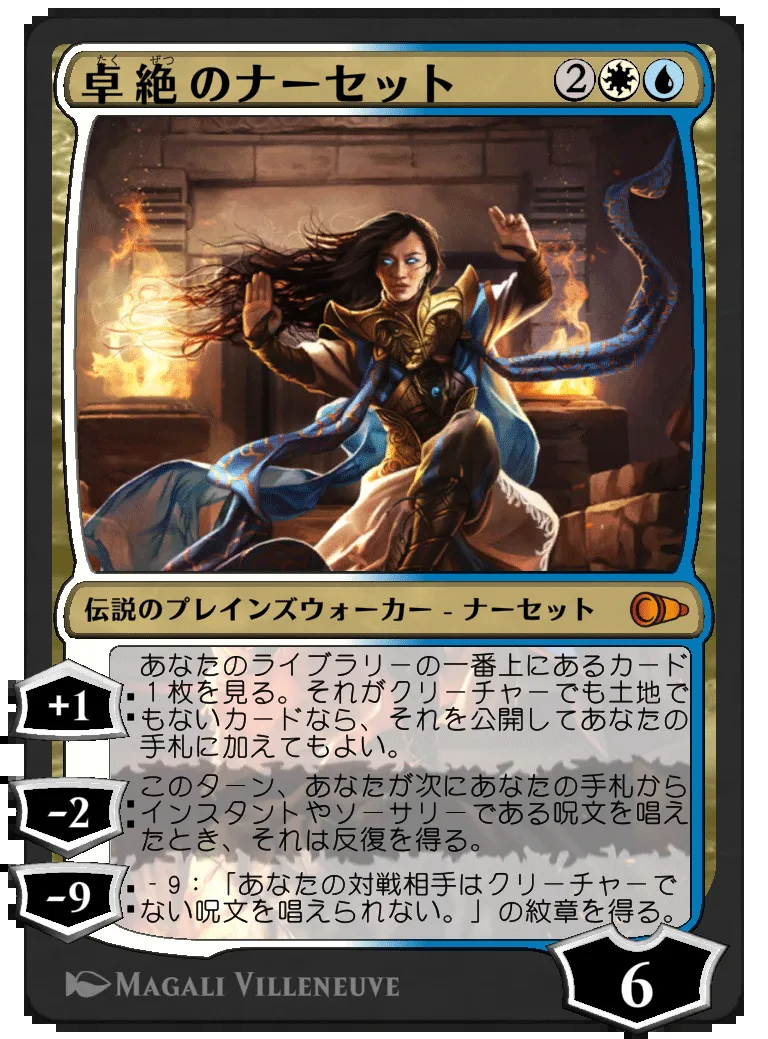 たく ぜつ
卓絶のナーセット 2
伝説のプレインズウォーカー - ナーセット
+1
あなたのライブラリーの一番上にあるカード
1枚を見る。それがクリーチャーでも土地で
もないカードなら、それを公開してあなたの
手札に加えてもよい。
-2
このターン、あなたが次にあなたの手札から
インスタントやソーサリーである呪文を唱え
たとき、それは反復を得る。
-9
-9：「あなたの対戦相手はクリーチャーで
ない呪文を唱えられない。」の紋章を得る。
6
MAGALI VILLENEUVE